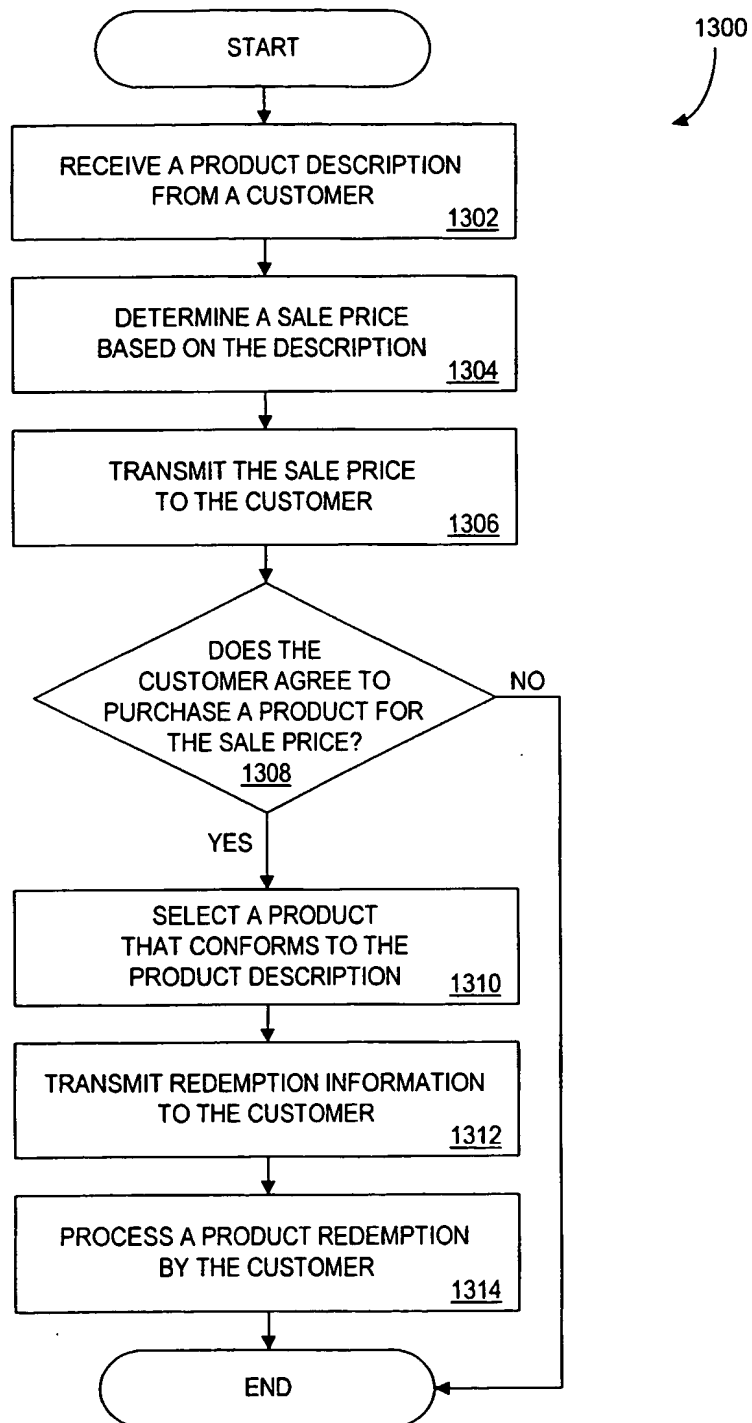 START
1300
RECEIVE A PRODUCT DESCRIPTION
FROM A CUSTOMER
1302
DETERMINE A SALE PRICE
BASED ON THE DESCRIPTION
1304
TRANSMIT THE SALE PRICE
TO THE CUSTOMER
1306
DOES THE
CUSTOMER AGREE TO
PURCHASE A PRODUCT FOR
THE SALE PRICE?
1308
NO
YES
SELECT A PRODUCT
THAT CONFORMS TO THE
PRODUCT DESCRIPTION
1310
TRANSMIT REDEMPTION INFORMATION
TO THE CUSTOMER
1312
PROCESS A PRODUCT REDEMPTION
BY THE CUSTOMER
1314
END